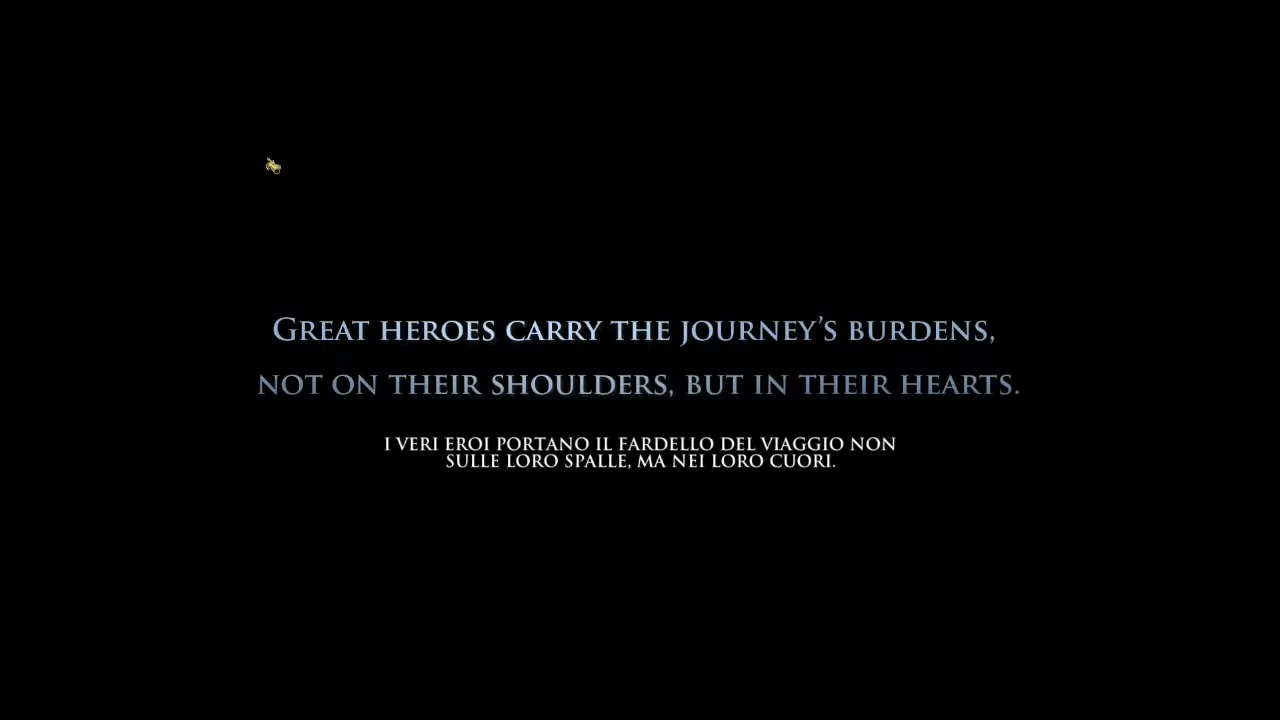 Great heroes carry the journey's burdens,
not on their shoulders, but in their hearts.
I VERI EROI PORTANO IL FARDELLO DEL VIAGGIO NON
SULLE LORO SPALLE, MA NEI LORO CUORI.